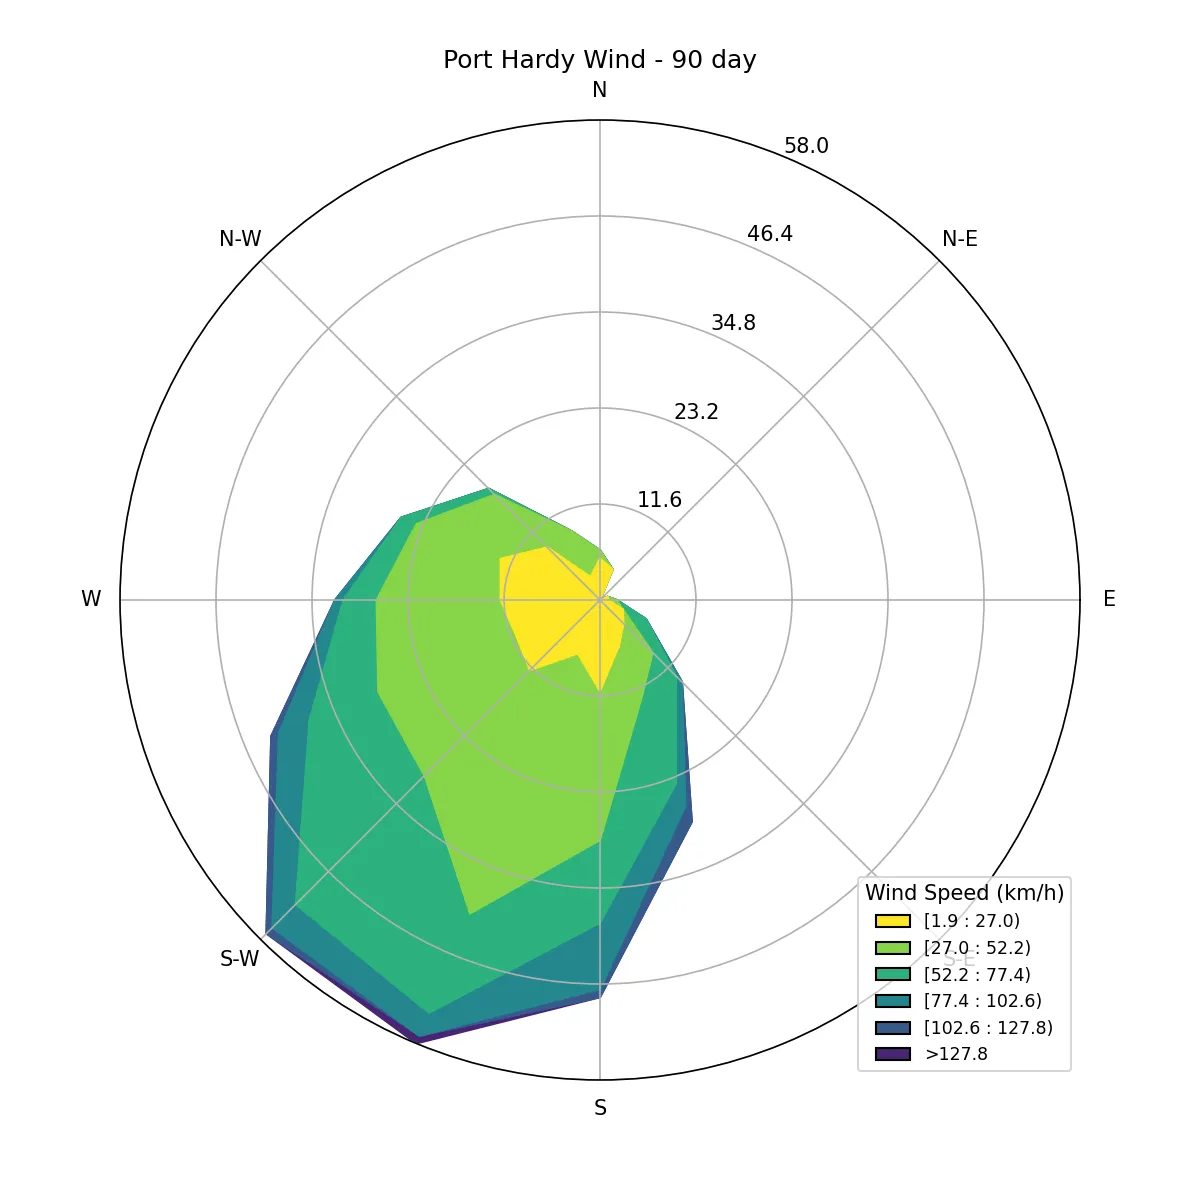 Port Hardy Wind - 90 day
N
58.0
N-W
46.4
N-E
34.8
23.2
11.6
W
E
Wind Speed (km/h)
[1.9 : 27.0)
[27.0 : 52.2)
S-W
S-E
[52.2 : 77.4)
[77.4 : 102.6)
[102.6 : 127.8)
>127.8
S